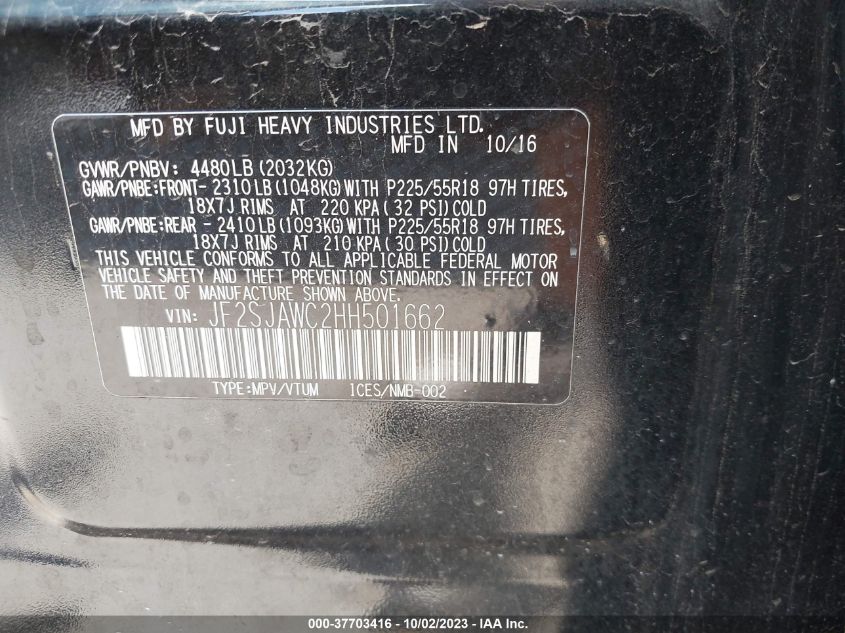 MFD BY FUJI HEAVY INDUSTRIES LTD.
MFD IN 10/16
GVWR/PNBV: 4480LB (2032KG)
GAWR/PNBE:FRONT- 2310LB (1048KG) WITH P225/55R18 97H TIRES,
18X7J RIMS AT 220 KPA (32 PSI) COLD
GAWR/PNBE:REAR - 2410LB (1093KG) WITH P225/55R18 97H TIRES,
18X7J RIMS AT 210 KPA (30 PSI) COLD
THIS VEHICLE CONFORMS TO ALL APPLICABLE FEDERAL MOTOR
VEHICLE SAFETY AND THEFT PREVENTION STANDARDS IN EFFECT ON
THE DATE OF MANUFACTURE SHOWN ABOVE.
VIN: JF2SJAWC2HH501662
TYPE:MPV/VTUM ICES/NMB-002
000-37703416 - 10/02/2023 - © IAA Inc.